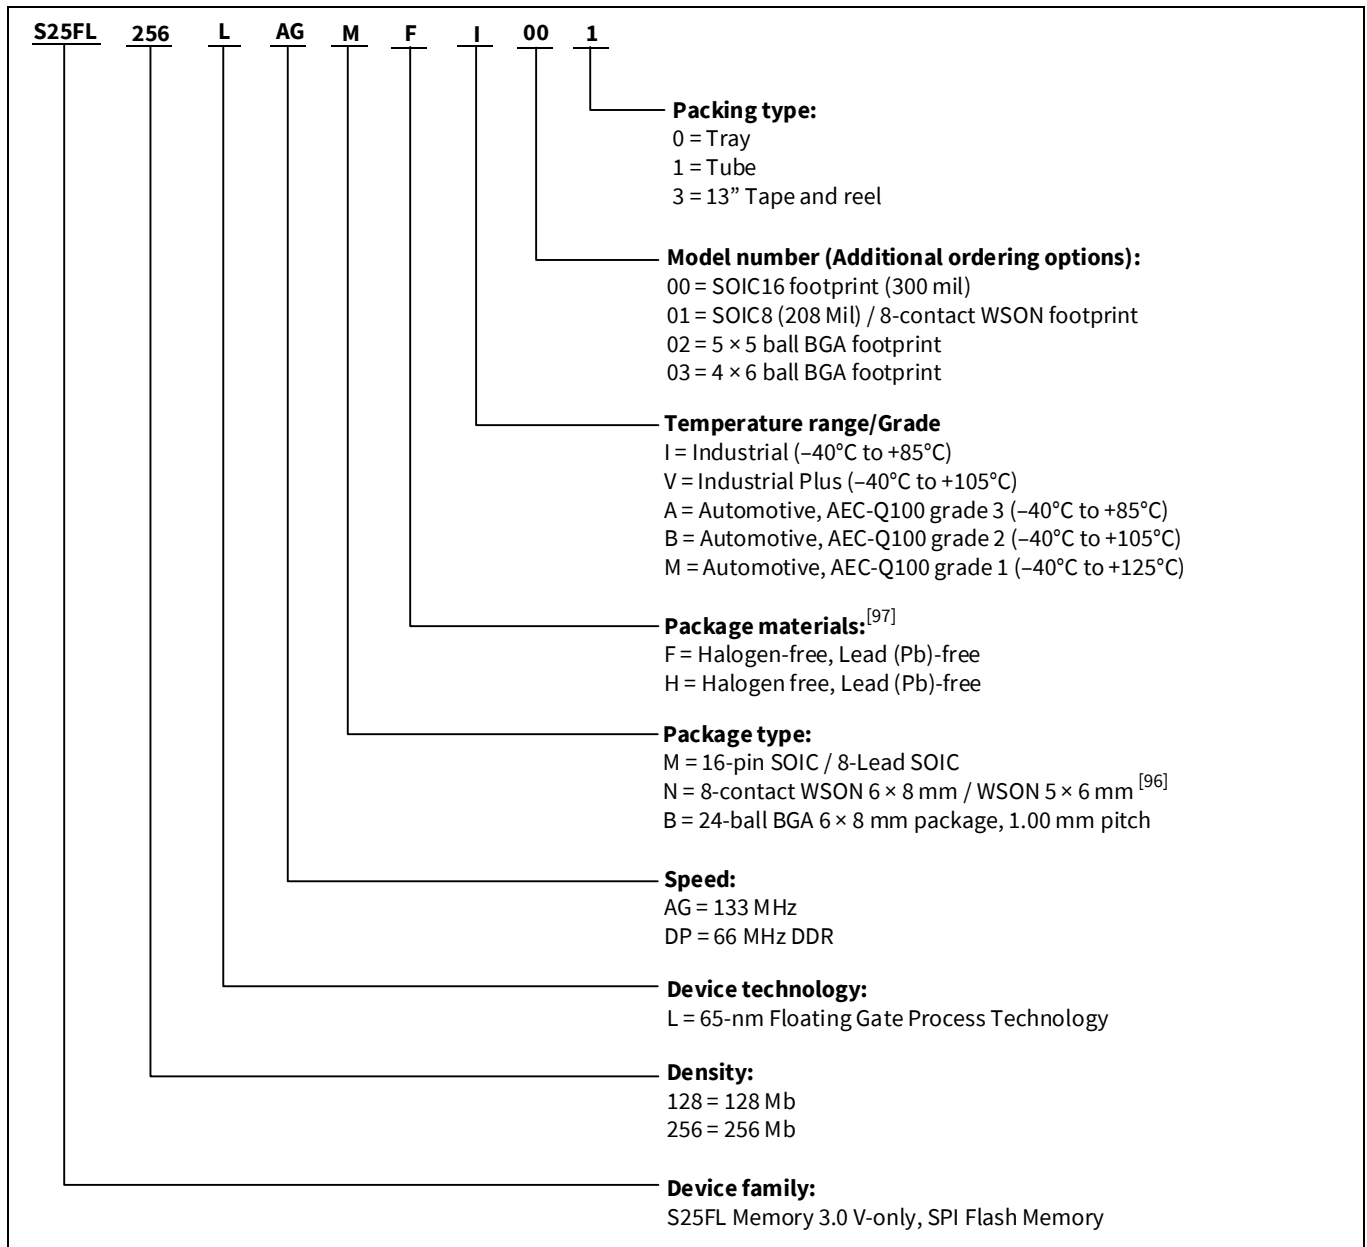 S25FL 256 L AG M F I 00 1
Packing type:
0 = Tray
1 = Tube
3 = 13” Tape and reel
Model number (Additional ordering options):
00 = SOIC16 footprint (300 mil)
01 = SOIC8 (208 Mil) / 8-contact WSON footprint
02 = 5 × 5 ball BGA footprint
03 = 4 × 6 ball BGA footprint
Temperature range/Grade
I = Industrial (–40°C to +85°C)
V = Industrial Plus (–40°C to +105°C)
A = Automotive, AEC-Q100 grade 3 (–40°C to +85°C)
B = Automotive, AEC-Q100 grade 2 (–40°C to +105°C)
M = Automotive, AEC-Q100 grade 1 (–40°C to +125°C)
Package materials:[97]
F = Halogen-free, Lead (Pb)-free
H = Halogen free, Lead (Pb)-free
Package type:
M = 16-pin SOIC / 8-Lead SOIC
N = 8-contact WSON 6 × 8 mm / WSON 5 × 6 mm [96]
B = 24-ball BGA 6 × 8 mm package, 1.00 mm pitch
Speed:
AG = 133 MHz
DP = 66 MHz DDR
Device technology:
L = 65-nm Floating Gate Process Technology
Density:
128 = 128 Mb
256 = 256 Mb
Device family:
S25FL Memory 3.0 V-only, SPI Flash Memory